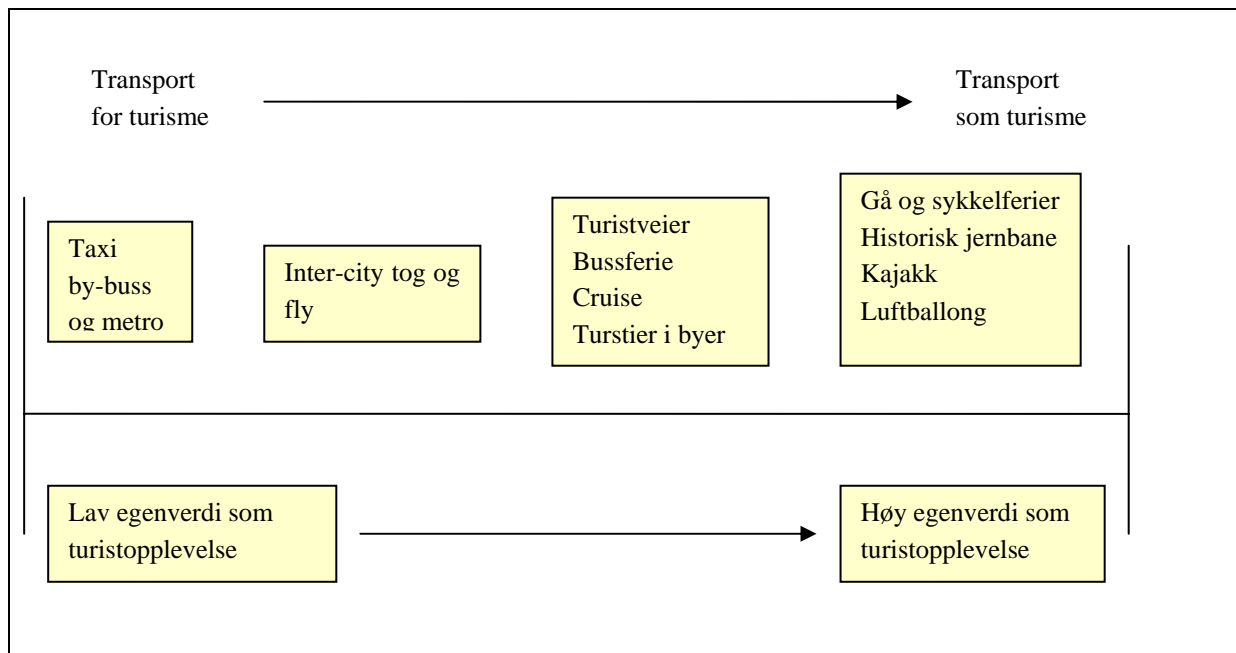 Transport
for turisme
Transport
som turisme
Taxi
by-buss
og metro
Inter-city tog og
fly
Turistveier
Bussferie
Cruise
Turstier i byer
Gå og sykkelferier
Historisk jernbane
Kajakk
Luftballong
Lav egenverdi som
turistopplevelse
Høy egenverdi som
turistopplevelse